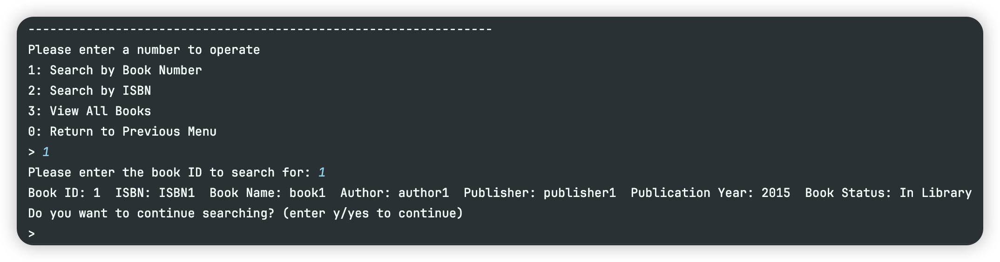 ----------------------------------------------------------------
Please enter a number to operate
1: Search by Book Number
2: Search by ISBN
3: View All Books
0: Return to Previous Menu
> 1
Please enter the book ID to search for: 1
Book ID: 1  ISBN: ISBN1  Book Name: book1  Author: author1  Publisher: publisher1  Publication Year: 2015  Book Status: In Library
Do you want to continue searching? (enter y/yes to continue)
>